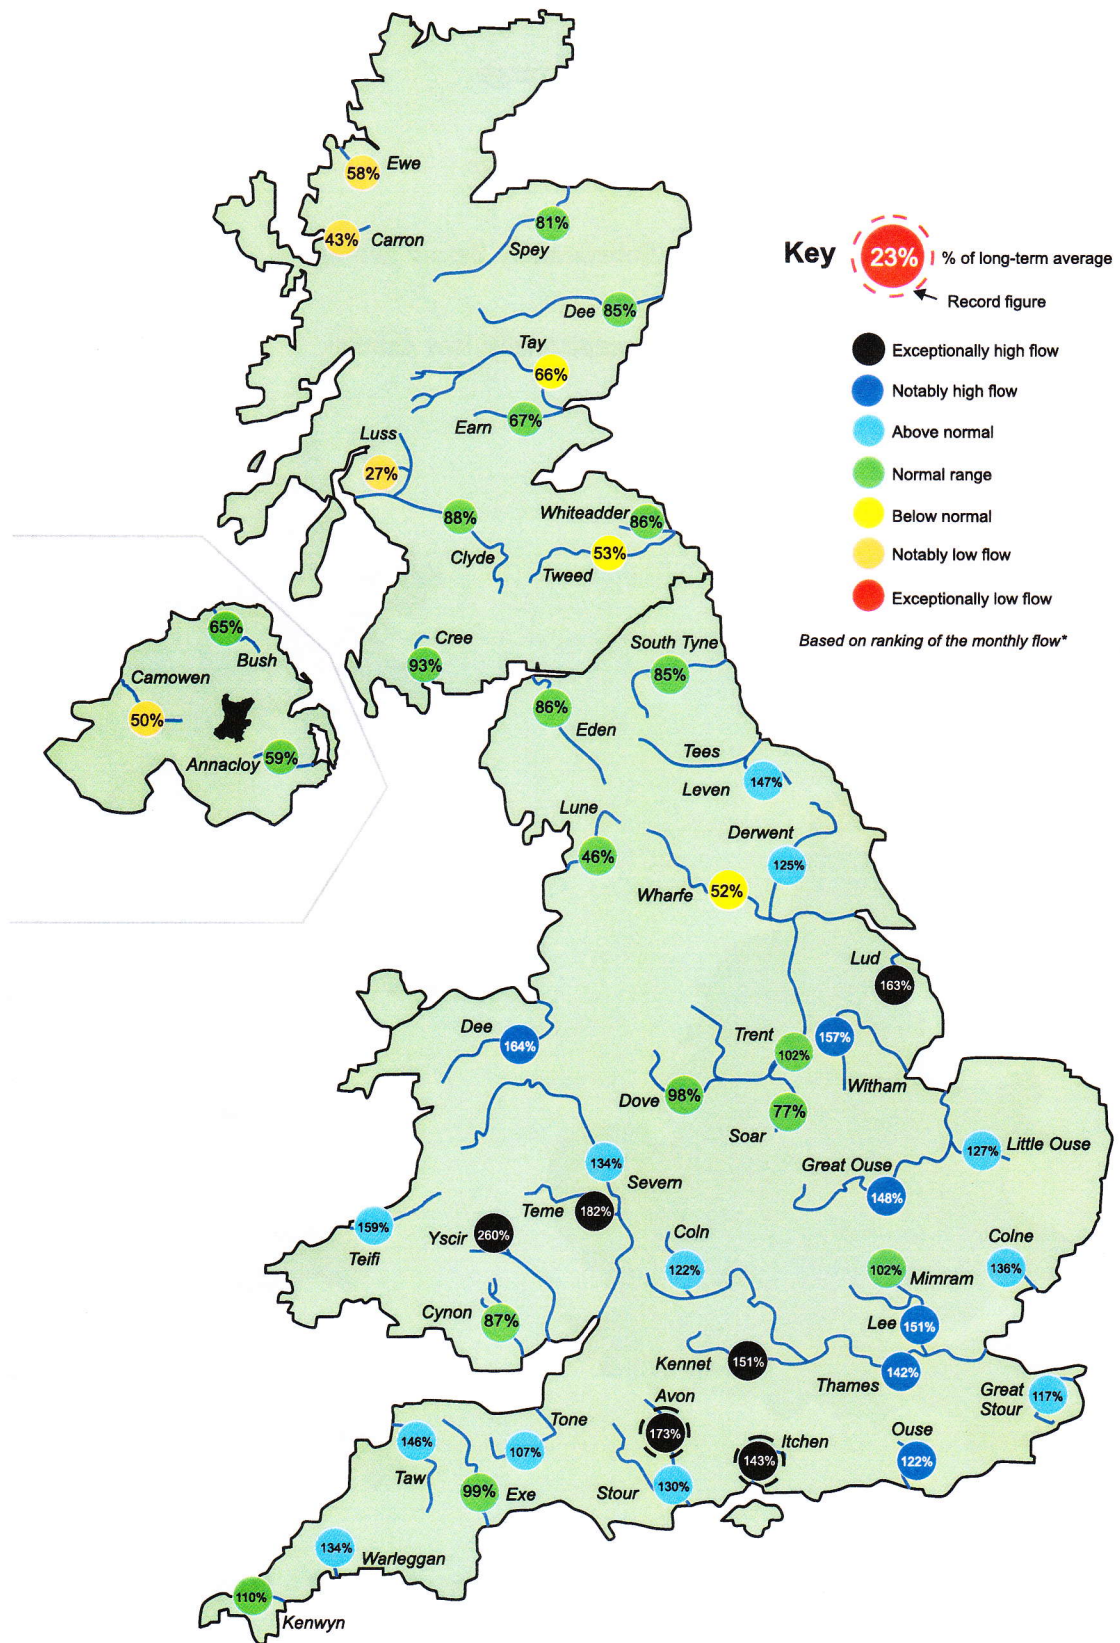 Ewe
58%
43%
Carron
81%
Spey
Dee
85%
Tay
66%
Earn
67%
Luss
27%
88%
Clyde
Whiteadder
86%
53%
Tweed
Cree
93%
65%
Bush
Camowen
50%
Annacloy
59%
South Tyne
85%
86%
Eden
Tees
147%
Leven
Lune
46%
Derwent
125%
Wharfe
52%
Lud
163%
Dee
164%
Trent
102%
157%
Witham
Dove
98%
77%
Soar
127%
Little Ouse
Great Ouse
148%
134%
Severn
Teme
182%
159%
Teifi
Yscir
260%
Coln
122%
102%
Mimram
Colne
136%
Cynon
87%
Lee
151%
Kennet
151%
Thames
142%
Great
Stour
117%
Avon
173%
Tone
107%
146%
Taw
99%
Exe
Stour
130%
Itchen
143%
Ouse
122%
134%
Warleggan
110%
Kenwyn
Key
23%
% of long-term average
Record figure
Exceptionally high flow
Notably high flow
Above normal
Normal range
Below normal
Notably low flow
Exceptionally low flow
Based on ranking of the monthly flow*